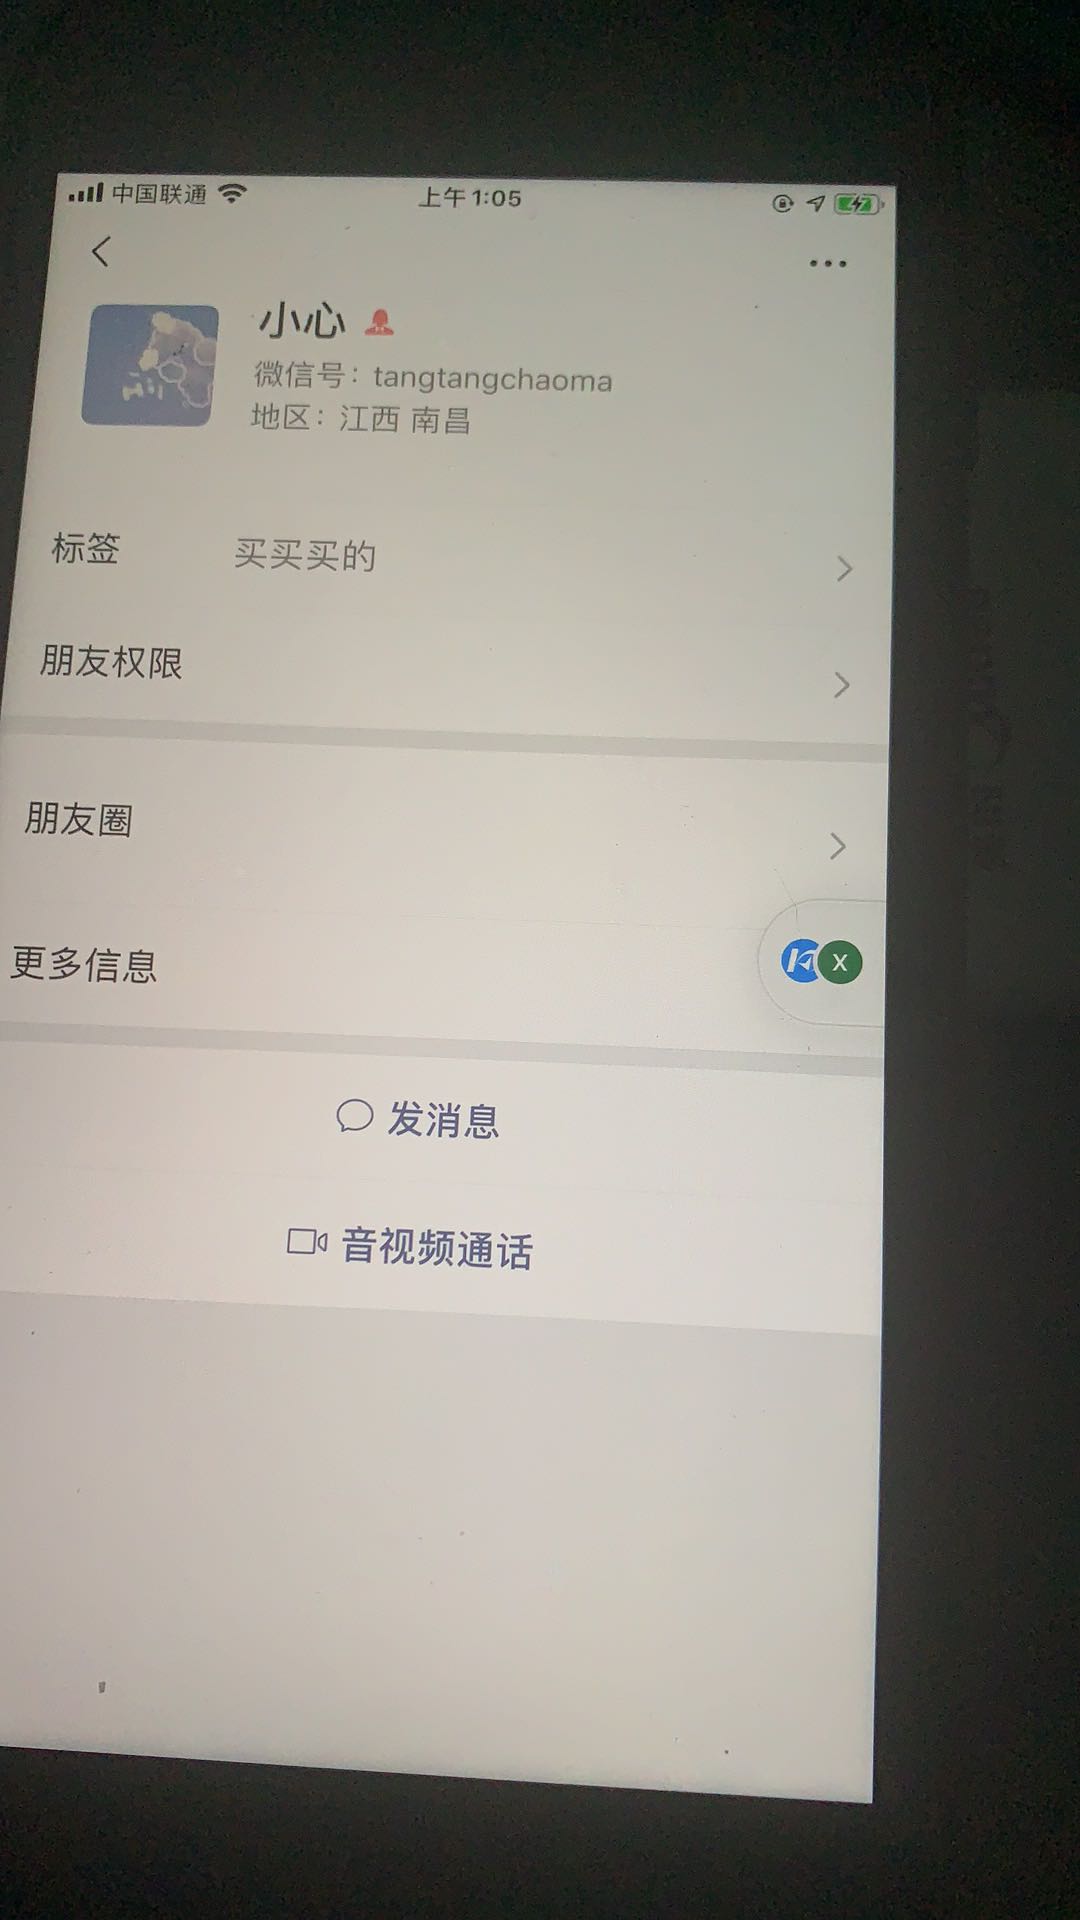 中国联通
上午1:05
小心
微信号：tangtangchaoma
地区：江西 南昌
标签 买买买的
朋友权限
朋友圈
更多信息
X
发消息
音视频通话